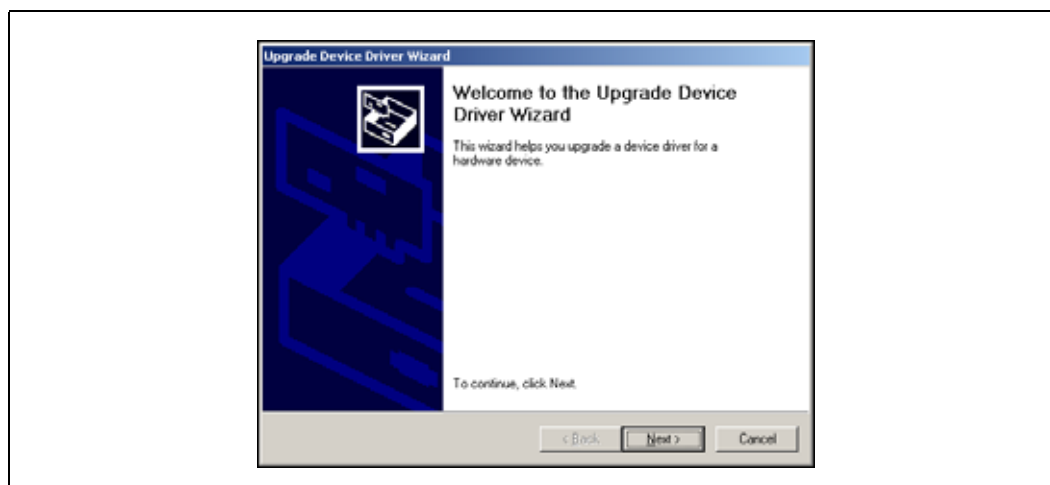 Upgrade Device Driver Wizard
Welcome to the Upgrade Device
Driver Wizard
This wizard helps you upgrade a device driver for a
hardware device.
To continue, click Next.
< Back
Next >
Cancel